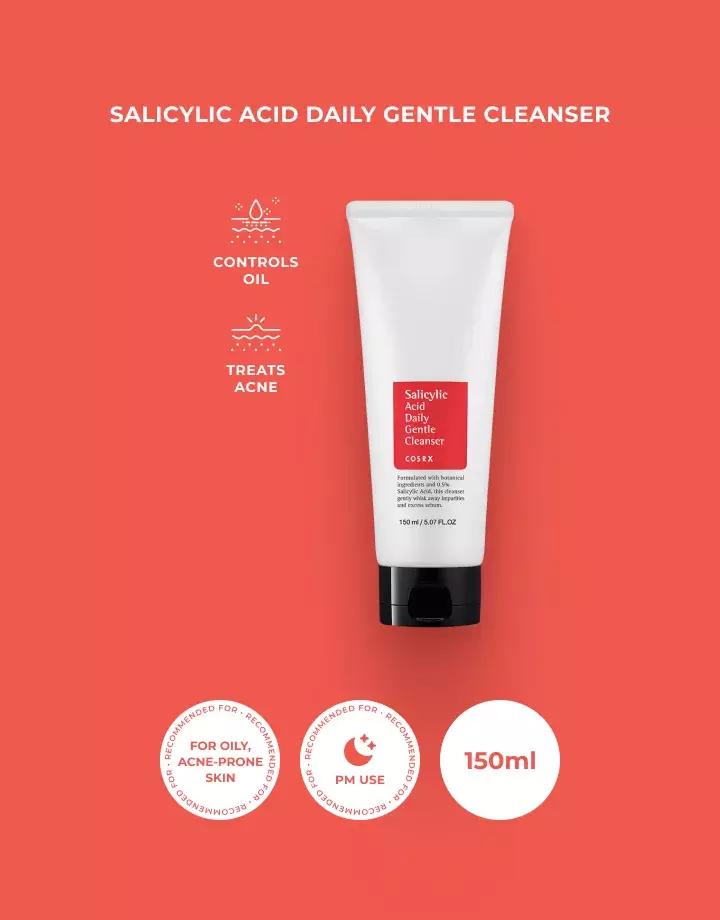 SALICYLIC ACID DAILY GENTLE CLEANSER
CONTROLS
OIL
TREATS
ACNE
Salicylic
Acid
Daily
Gentle
Cleanser
COSRX
Formulated with botanical
ingredients and 0.5%
Salicylic Acid, this cleanser
gently whisk away impurities
and excess sebum.
150 ml / 5.07 FL.OZ
RECOMMENDED FOR • RECOMMENDED FOR • RECOMMENDED FOR •
FOR OILY,
ACNE-PRONE
SKIN
RECOMMENDED FOR • RECOMMENDED FOR • RECOMMENDED FOR •
PM USE
150ml